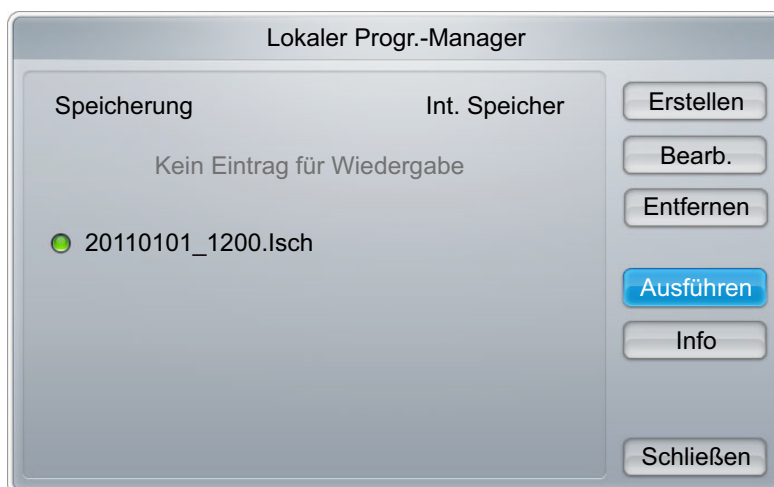 Lokaler Progr.-Manager
Speicherung Int. Speicher
Kein Eintrag für Wiedergabe
20110101_1200.lsch
Erstellen
Bearb.
Entfernen
Ausführen
Info
Schließen